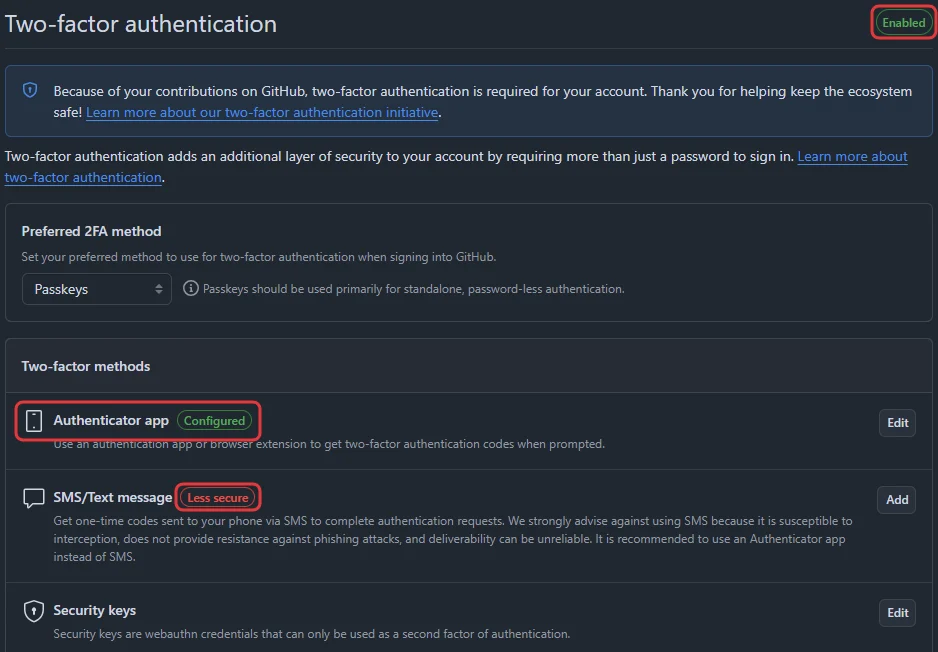 Two-factor authentication
Enabled
Because of your contributions on GitHub, two-factor authentication is required for your account. Thank you for helping keep the ecosystem
safe! Learn more about our two-factor authentication initiative.
Two-factor authentication adds an additional layer of security to your account by requiring more than just a password to sign in. Learn more about
two-factor authentication.
Preferred 2FA method
Set your preferred method to use for two-factor authentication when signing into GitHub.
Passkeys
Passkeys should be used primarily for standalone, password-less authentication.
Two-factor methods
Authenticator app Configured
Edit
Use an authentication app or browser extension to get two-factor authentication codes when prompted.
SMS/Text message Less secure
Add
Get one-time codes sent to your phone via SMS to complete authentication requests. We strongly advise against using SMS because it is susceptible to
interception, does not provide resistance against phishing attacks, and deliverability can be unreliable. It is recommended to use an Authenticator app
instead of SMS.
Security keys
Edit
Security keys are webauthn credentials that can only be used as a second factor of authentication.